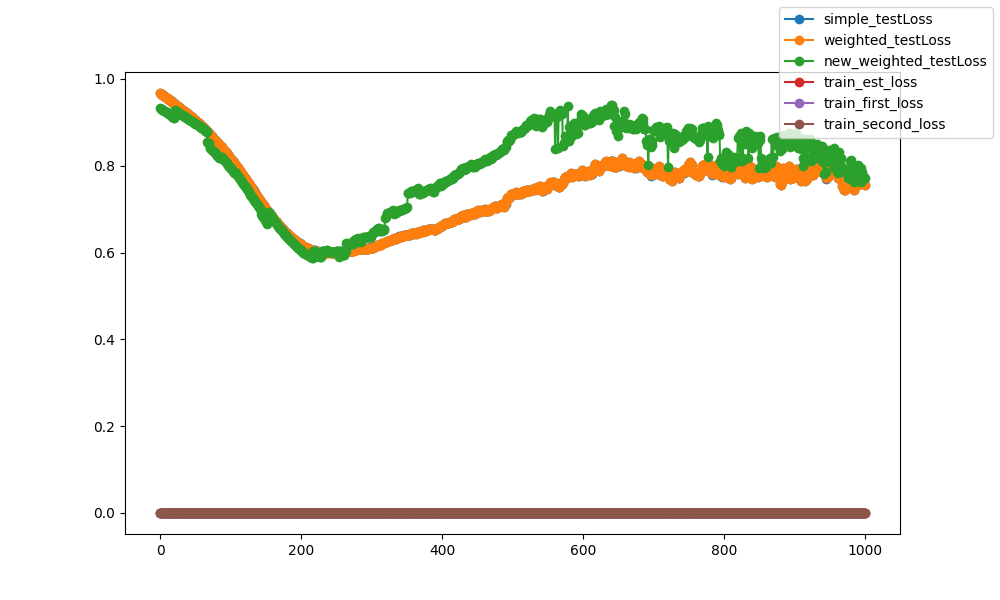 simple_testLoss
weighted_testLoss
new_weighted_testLoss
train_est_loss
train_first_loss
train_second_loss
1.0
0.8
0.6
0.4
0.2
0.0
0 200 400 600 800 1000